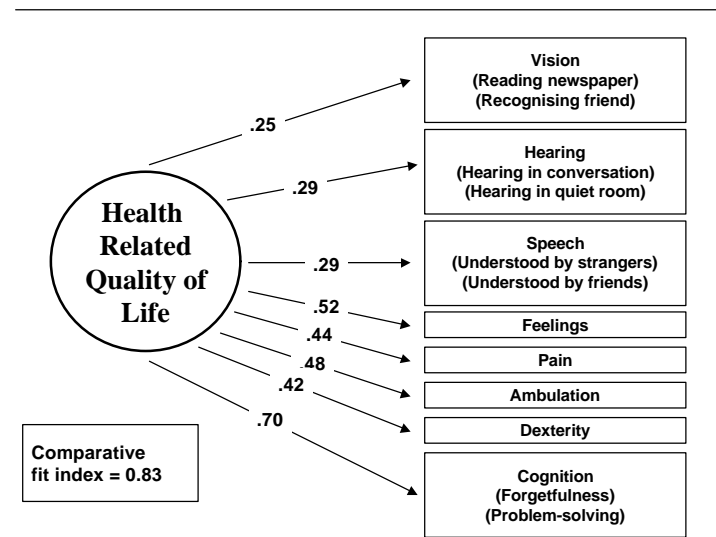 Vision
(Reading newspaper)
(Recognising friend)
.25
Hearing
(Hearing in conversation)
(Hearing in quiet room)
.29
Health
Related
Quality of
Life
Speech
(Understood by strangers)
(Understood by friends)
.29
.52
Feelings
.44
Pain
.48
Ambulation
.42
Dexterity
.70
Cognition
(Forgetfulness)
(Problem-solving)
Comparative
fit index = 0.83